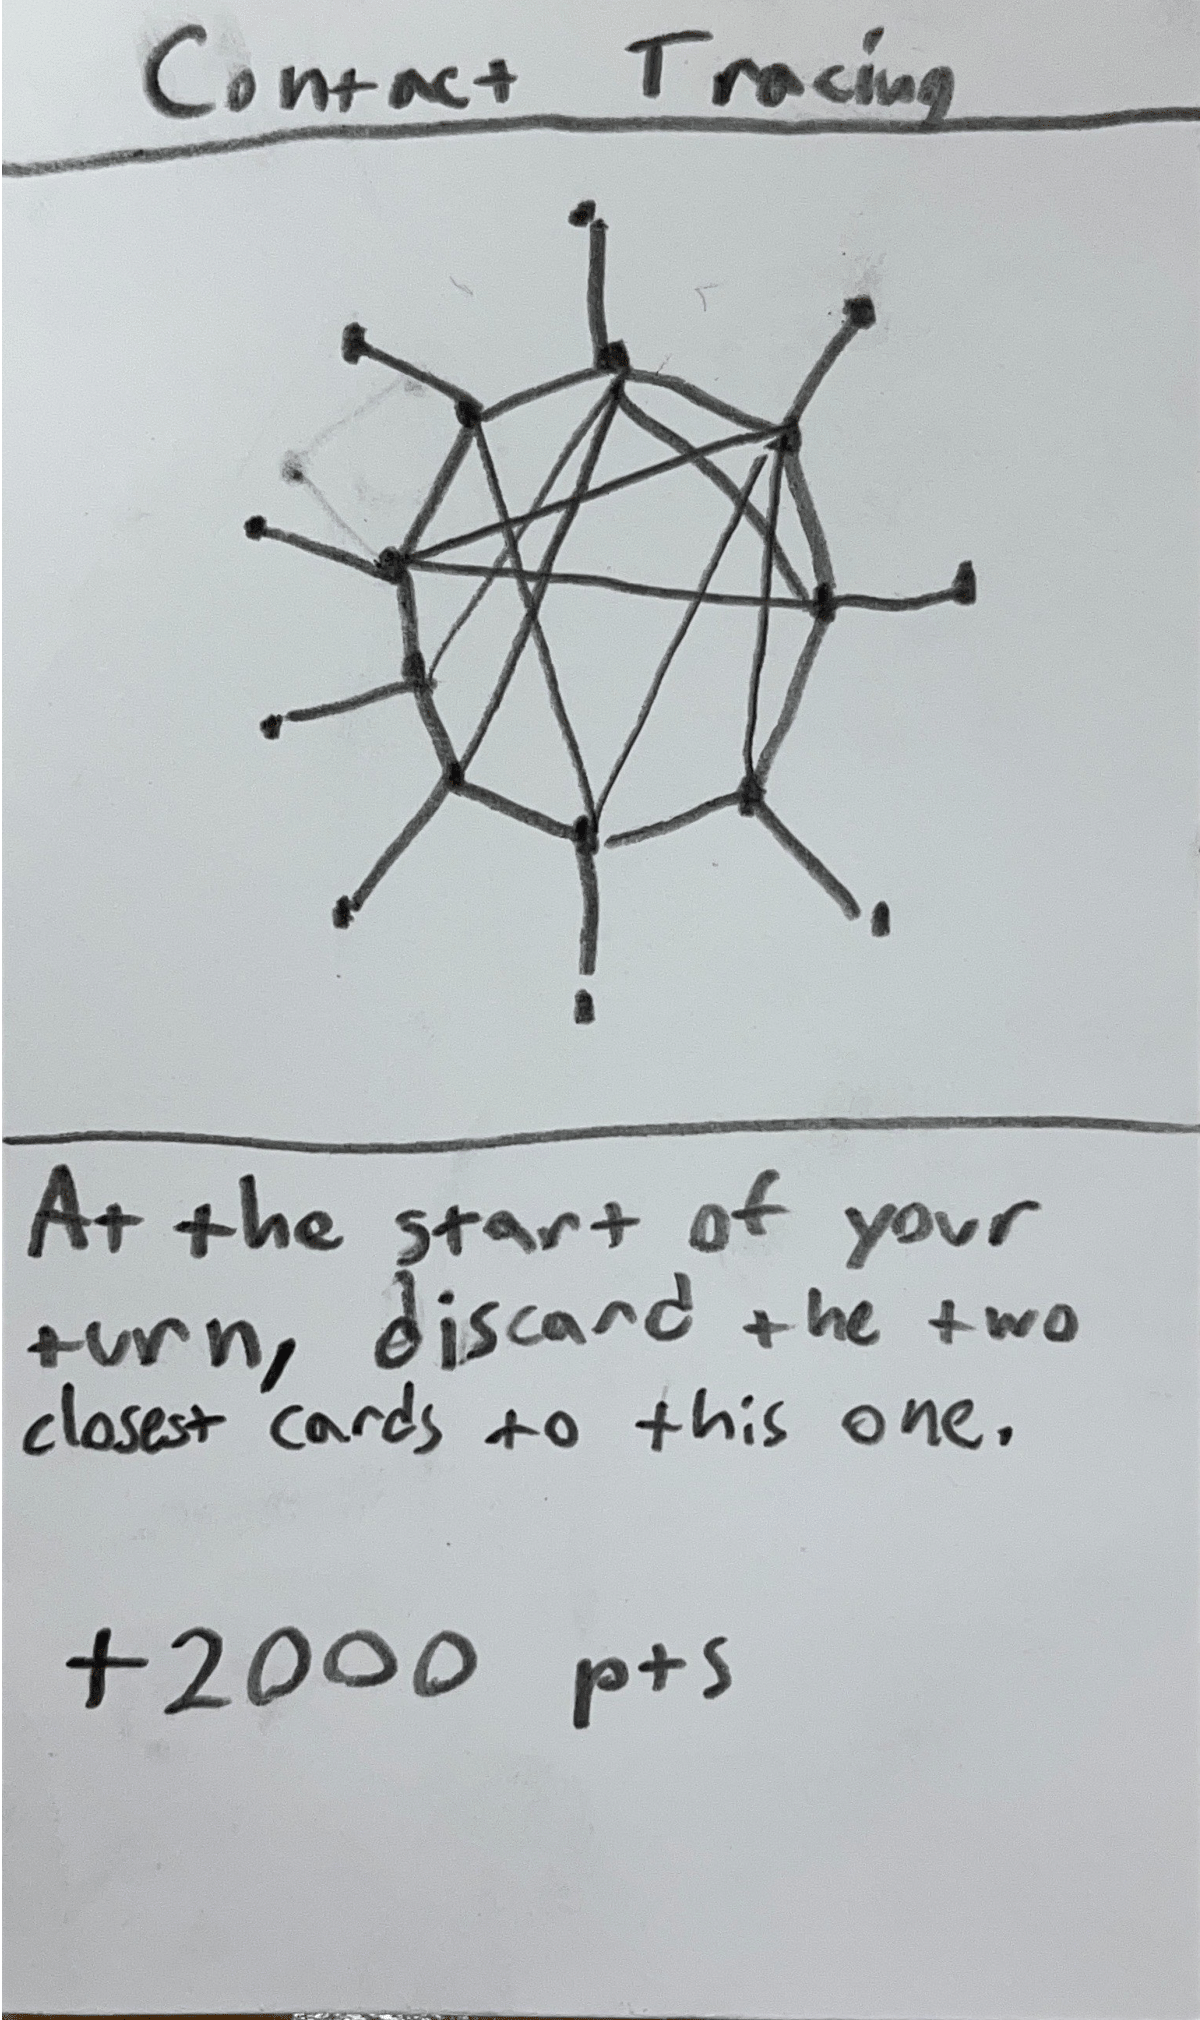 Contact Tracing
At the start of your
turn, discard the two
closest cards to this one.
+2000 pts